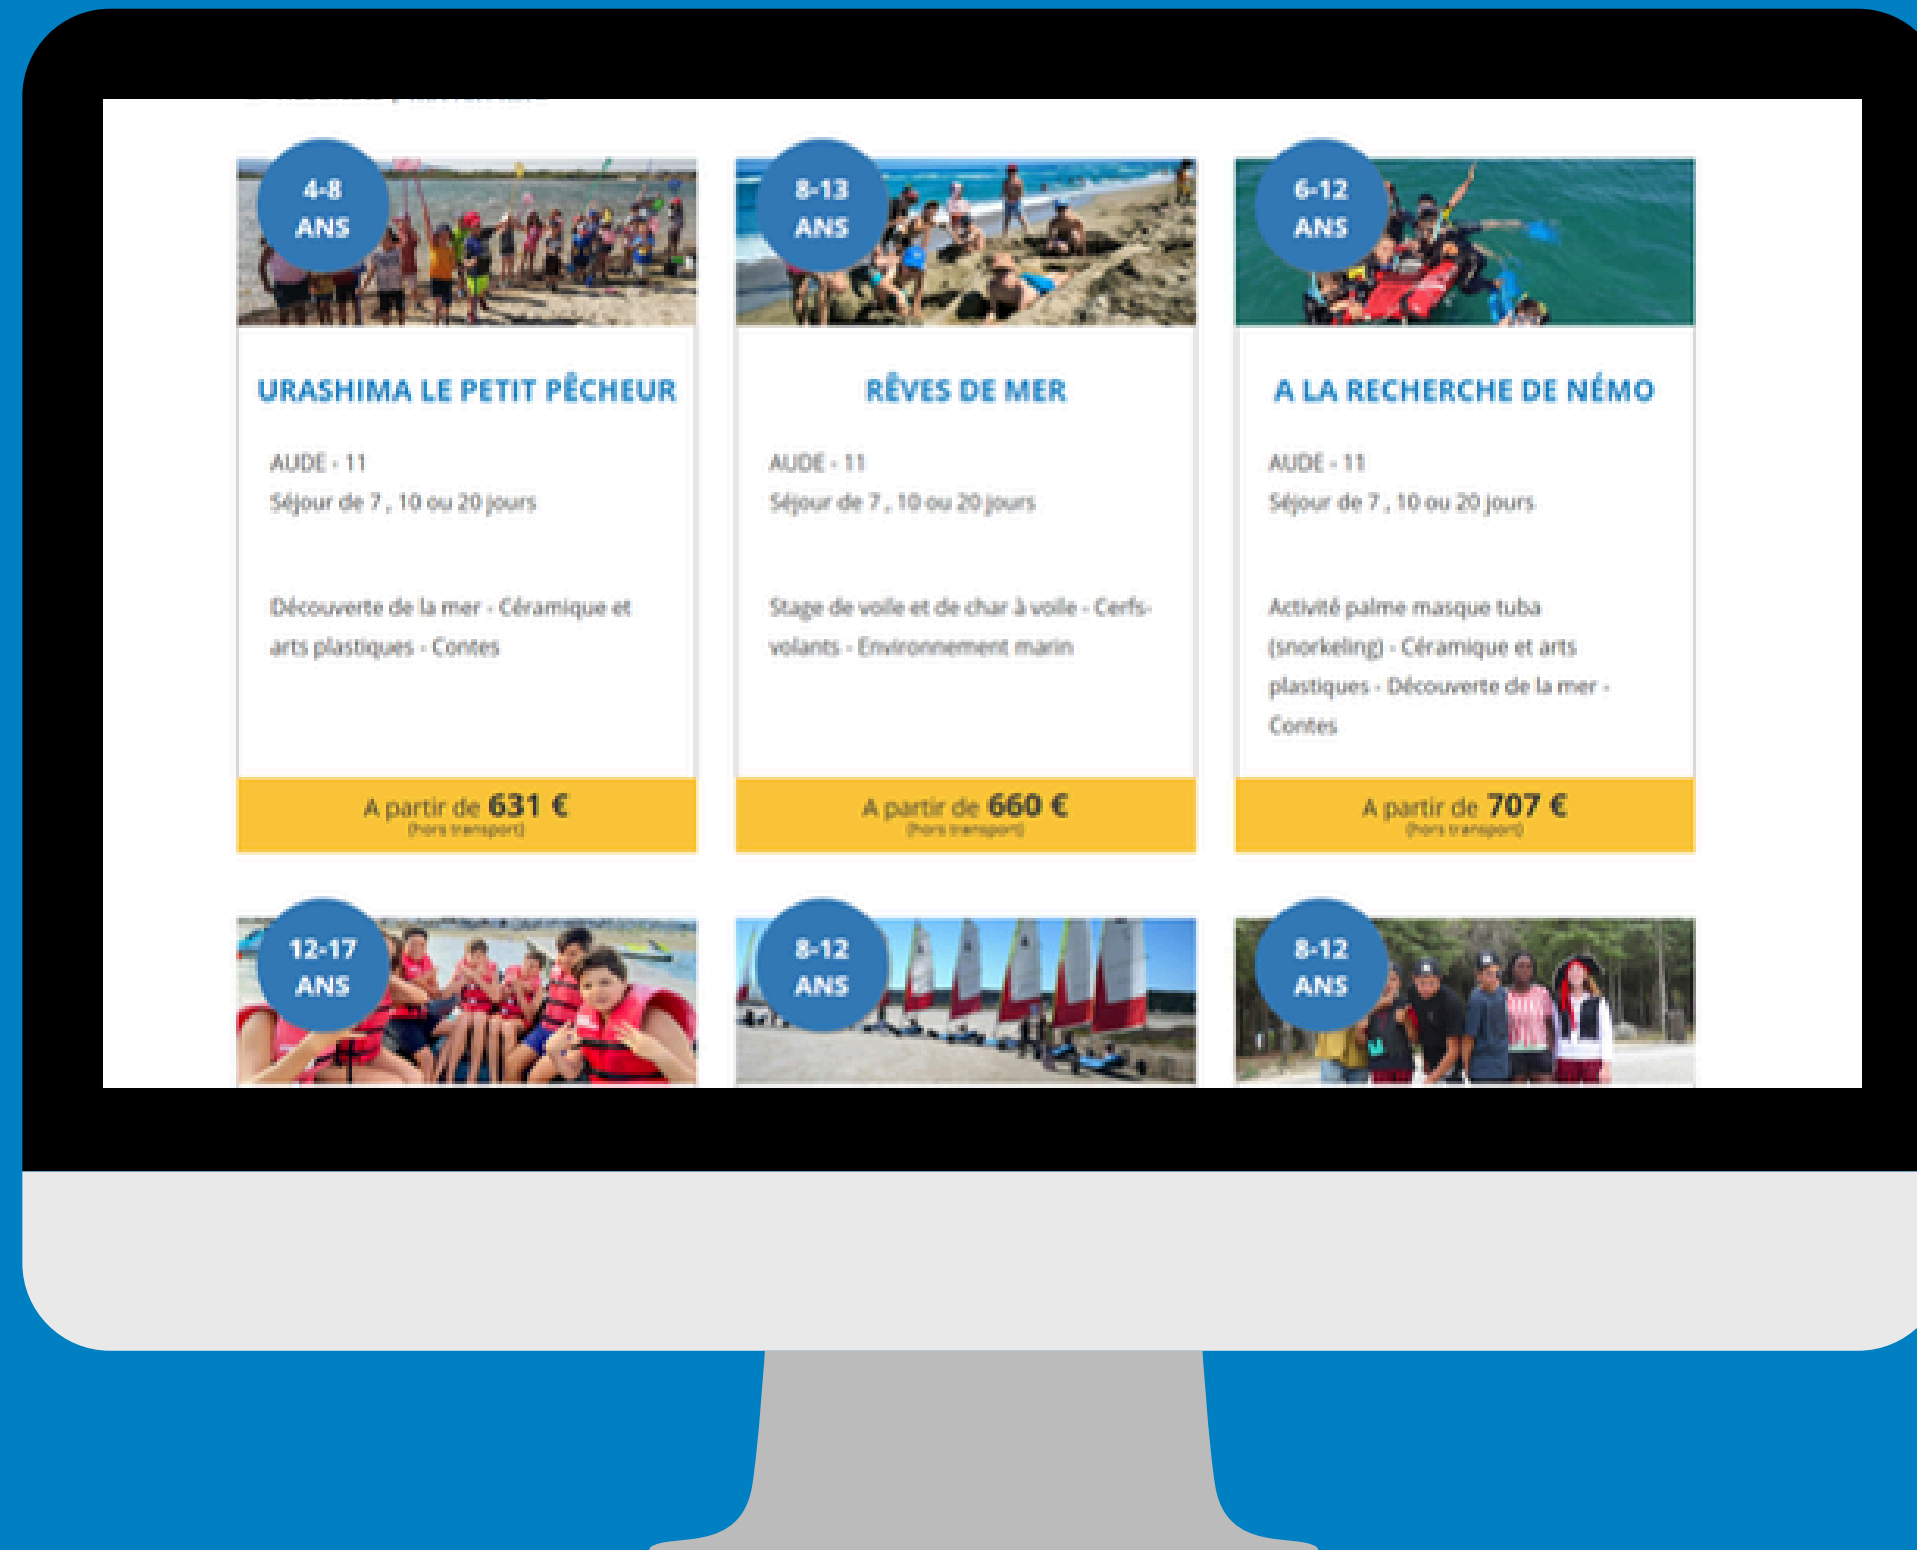 4-8
ANS
URASHIMA LE PETIT PÊCHEUR
AUDE - 11
Séjour de 7 , 10 ou 20 jours
Découverte de la mer - Céramique et
arts plastiques - Contes
A partir de 631 €
(hors transport)
8-13
ANS
RÊVES DE MER
AUDE - 11
Séjour de 7 , 10 ou 20 jours
Stage de voile et de char à voile - Cerfs-
volants - Environnement marin
A partir de 660 €
(hors transport)
6-12
ANS
A LA RECHERCHE DE NÉMO
AUDE - 11
Séjour de 7 , 10 ou 20 jours
Activité palme masque tuba
(snorkeling) - Céramique et arts
plastiques - Découverte de la mer -
Contes
A partir de 707 €
(hors transport)
12-17
ANS
8-12
ANS
8-12
ANS